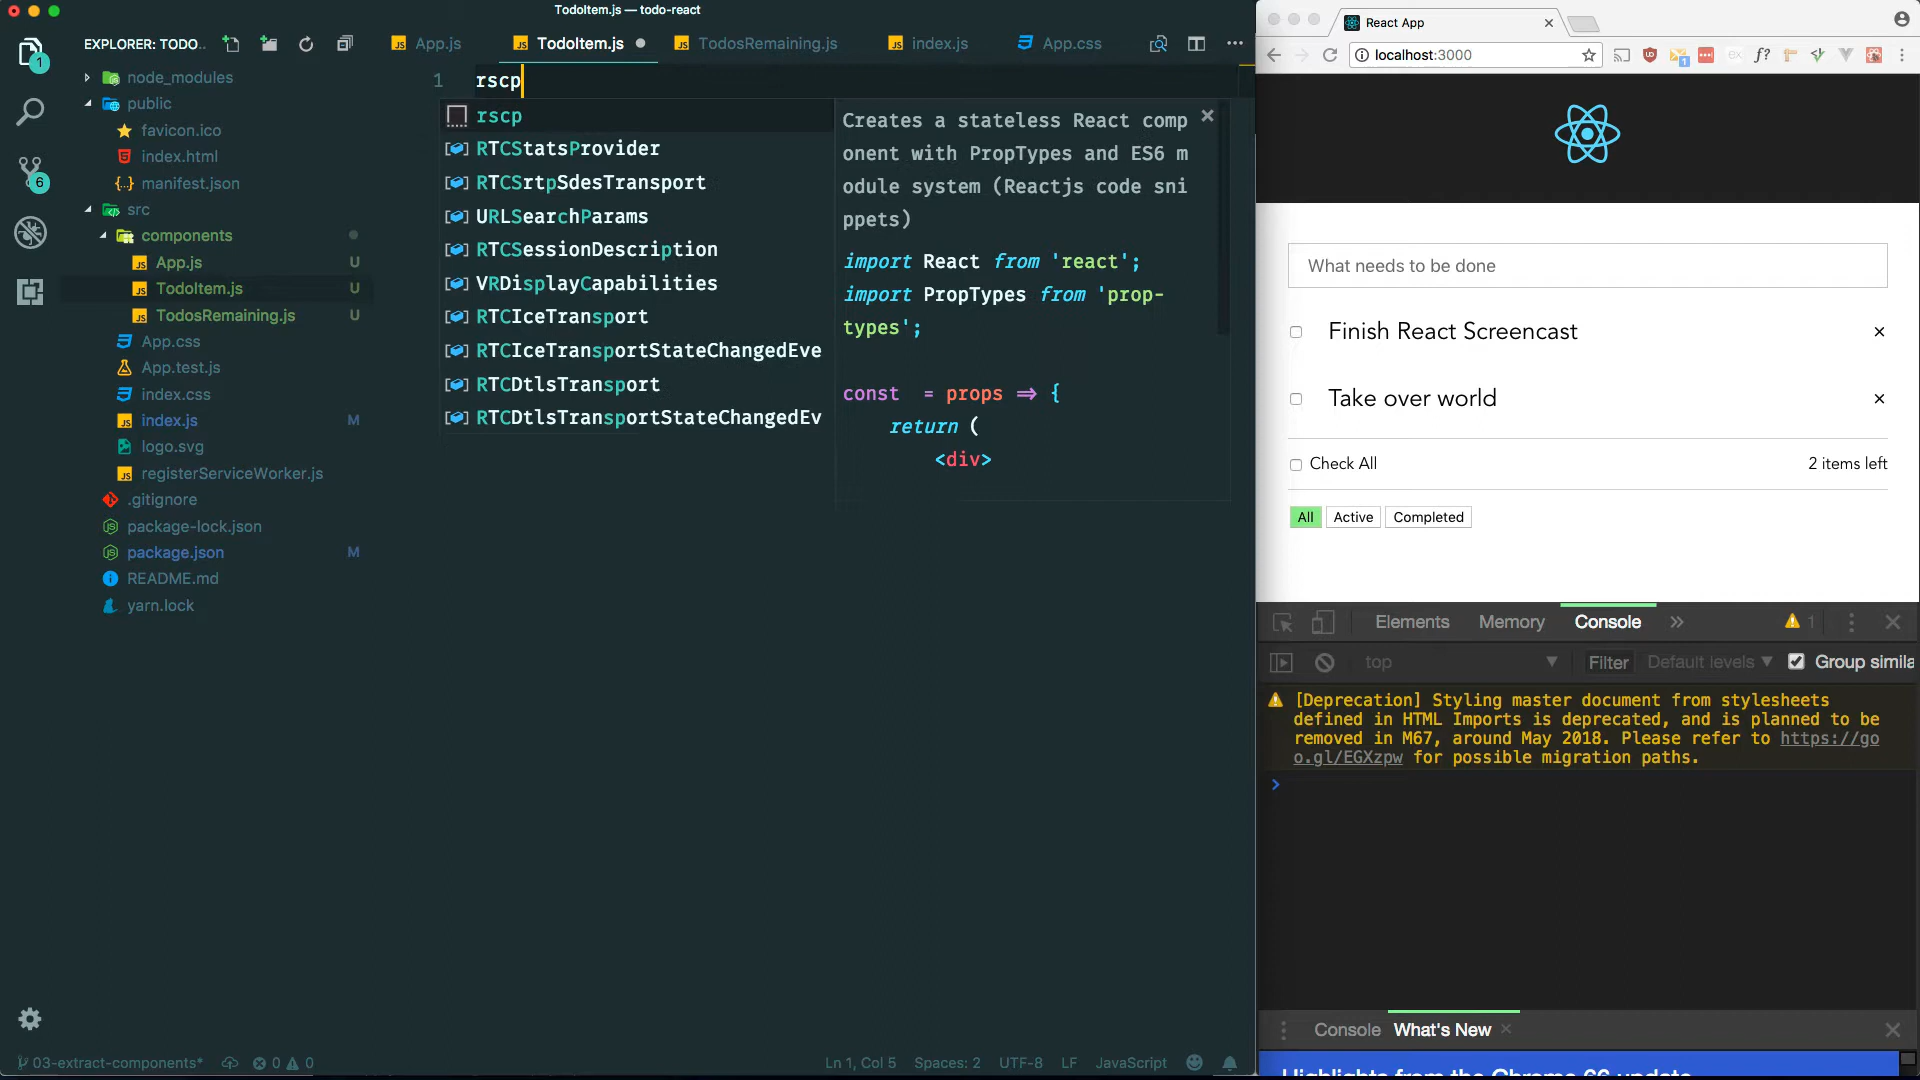 TodoItem.js — todo-react
EXPLORER: TODO..
App.js
TodoItem.js
TodosRemaining.js
index.js
App.css
node_modules
public
favicon.ico
index.html
manifest.json
src
components
App.js U
TodoItem.js U
TodosRemaining.js U
App.css
App.test.js
index.css
index.js M
logo.svg
registerServiceWorker.js
.gitignore
package-lock.json
package.json M
README.md
yarn.lock
1
6
1 rscp
rscp
RTCStatsProvider
RTCSrtpSdesTransport
URLSearchParams
RTCSessionDescription
VRDisplayCapabilities
RTCIceTransport
RTCIceTransportStateChangedEve
RTCDtlsTransport
RTCDtlsTransportStateChangedEv
Creates a stateless React comp
onent with PropTypes and ES6 m
odule system (Reactjs code sni
ppets)
import React from 'react';
import PropTypes from 'prop-
types';
const = props => {
return (
<div>
03-extract-components* 0 0
Ln 1, Col 5 Spaces: 2 UTF-8 LF JavaScript
React App
localhost:3000
What needs to be done
Finish React Screencast ×
Take over world ×
Check All 2 items left
All Active Completed
Elements Memory Console » 1
top Filter Default levels Group simila
[Deprecation] Styling master document from stylesheets
defined in HTML Imports is deprecated, and is planned to be
removed in M67, around May 2018. Please refer to https://go
o.gl/EGXzpw for possible migration paths.
Console What's New ×
Highlights from the Chrome 66 update